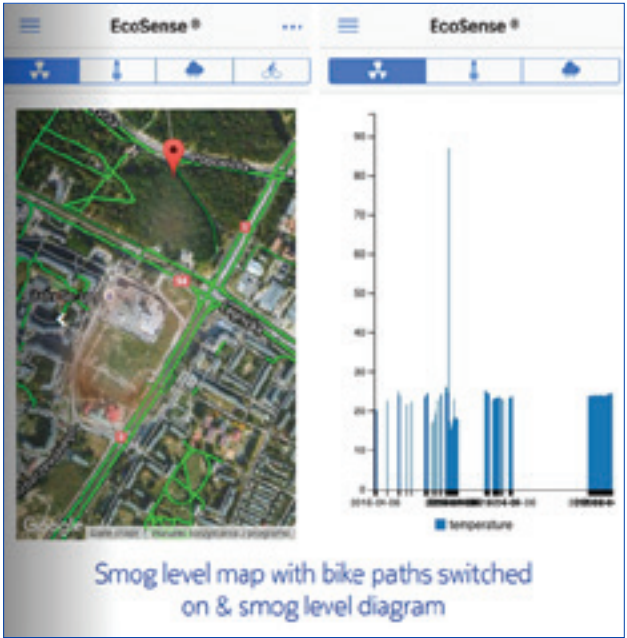 EcoSense ®
EcoSense ®
90
80
70
60
50
40
30
20
10
0
temperature
Google
Smog level map with bike paths switched
on & smog level diagram